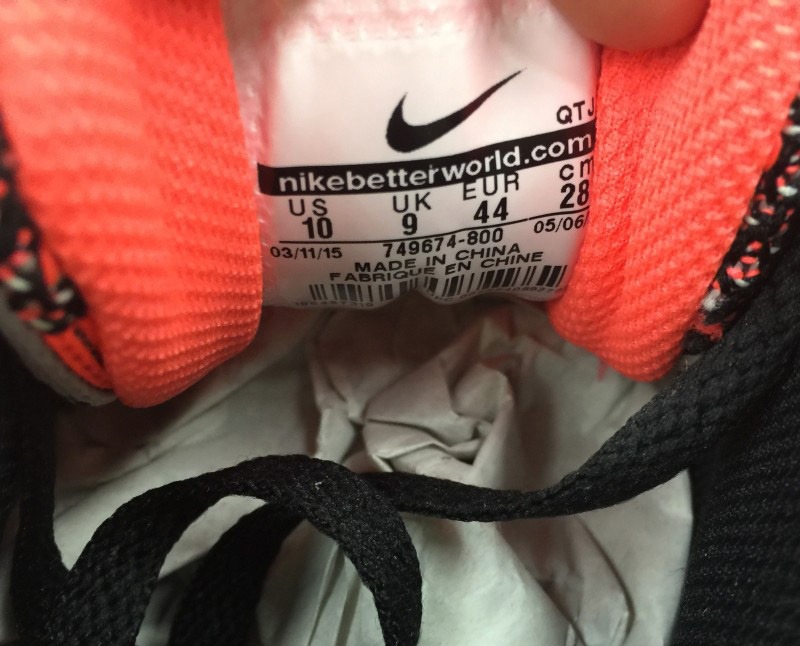 QTJ
nikebetterworld.com
US UK EUR cm
10 9 44 28
03/11/15 749674-800 05/06/
MADE IN CHINA
FABRIQUE EN CHINE